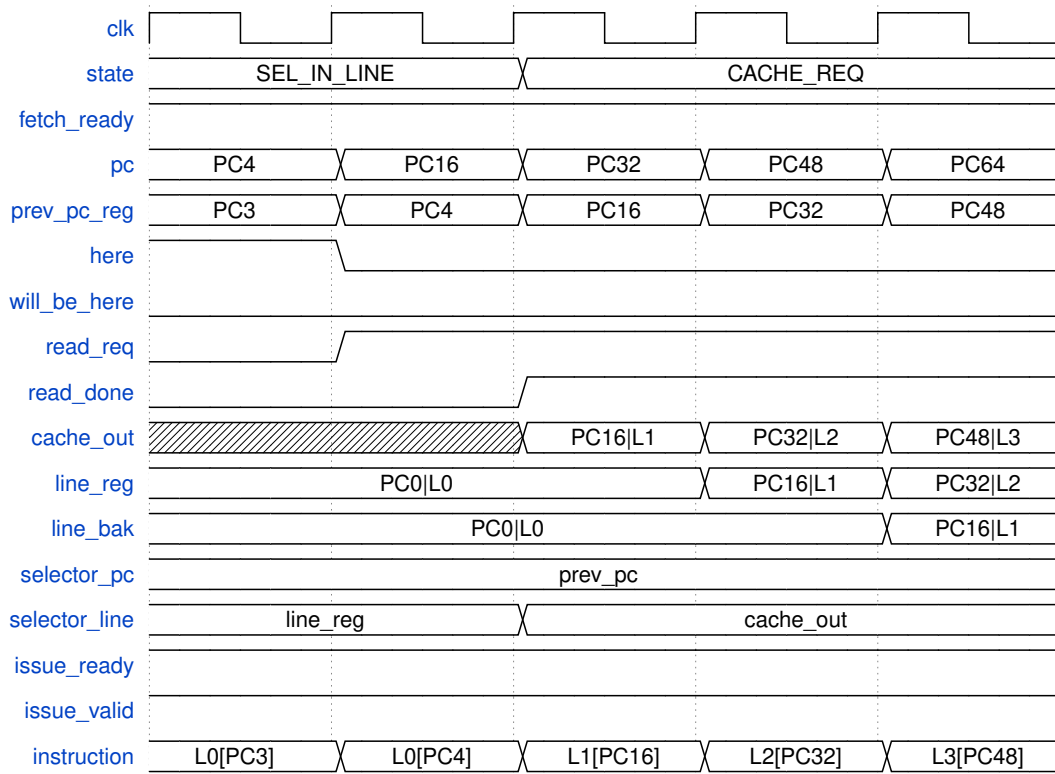 clk
state SEL_IN_LINE CACHE_REQ
fetch_ready
pc PC4 PC16 PC32 PC48 PC64
prev_pc_reg PC3 PC4 PC16 PC32 PC48
here
will_be_here
read_req
read_done
cache_out PC16|L1 PC32|L2 PC48|L3
line_reg PC0|L0 PC16|L1 PC32|L2
line_bak PC0|L0 PC16|L1
selector_pc prev_pc
selector_line line_reg cache_out
issue_ready
issue_valid
instruction L0[PC3] L0[PC4] L1[PC16] L2[PC32] L3[PC48]